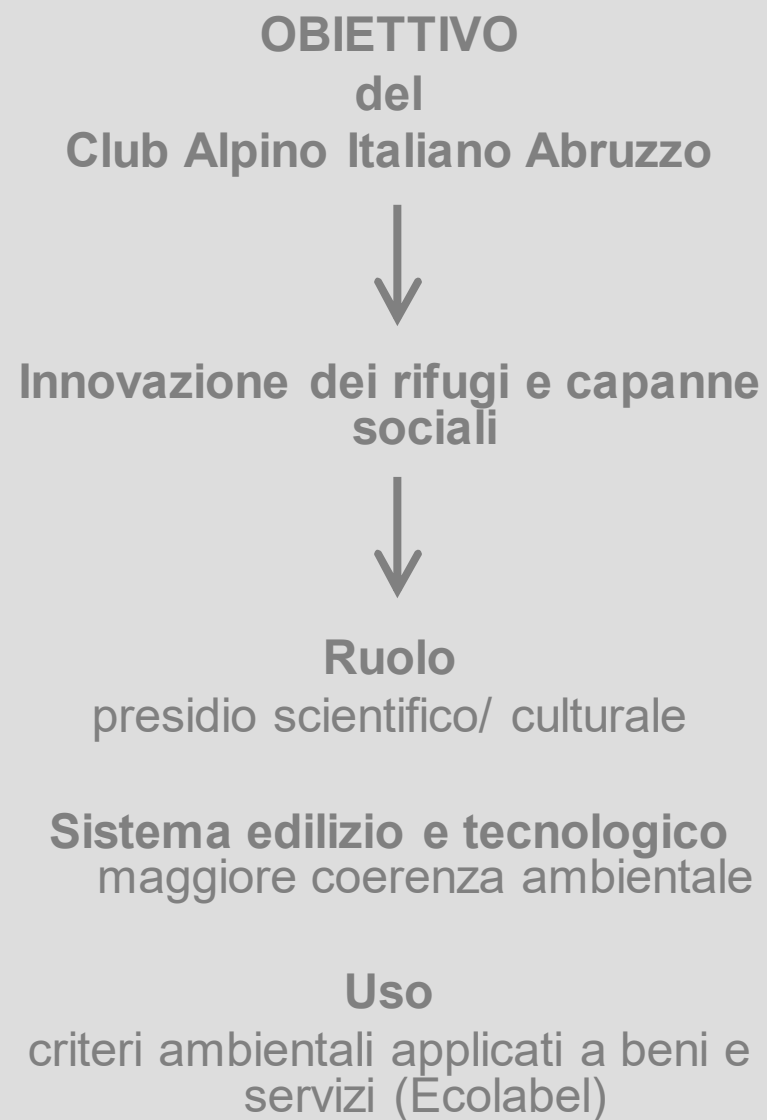 OBIETTIVO
del
Club Alpino Italiano Abruzzo
Innovazione dei rifugi e capanne
sociali
Ruolo
presidio scientifico/ culturale
Sistema edilizio e tecnologico
maggiore coerenza ambientale
Uso
criteri ambientali applicati a beni e
servizi (Ecolabel)